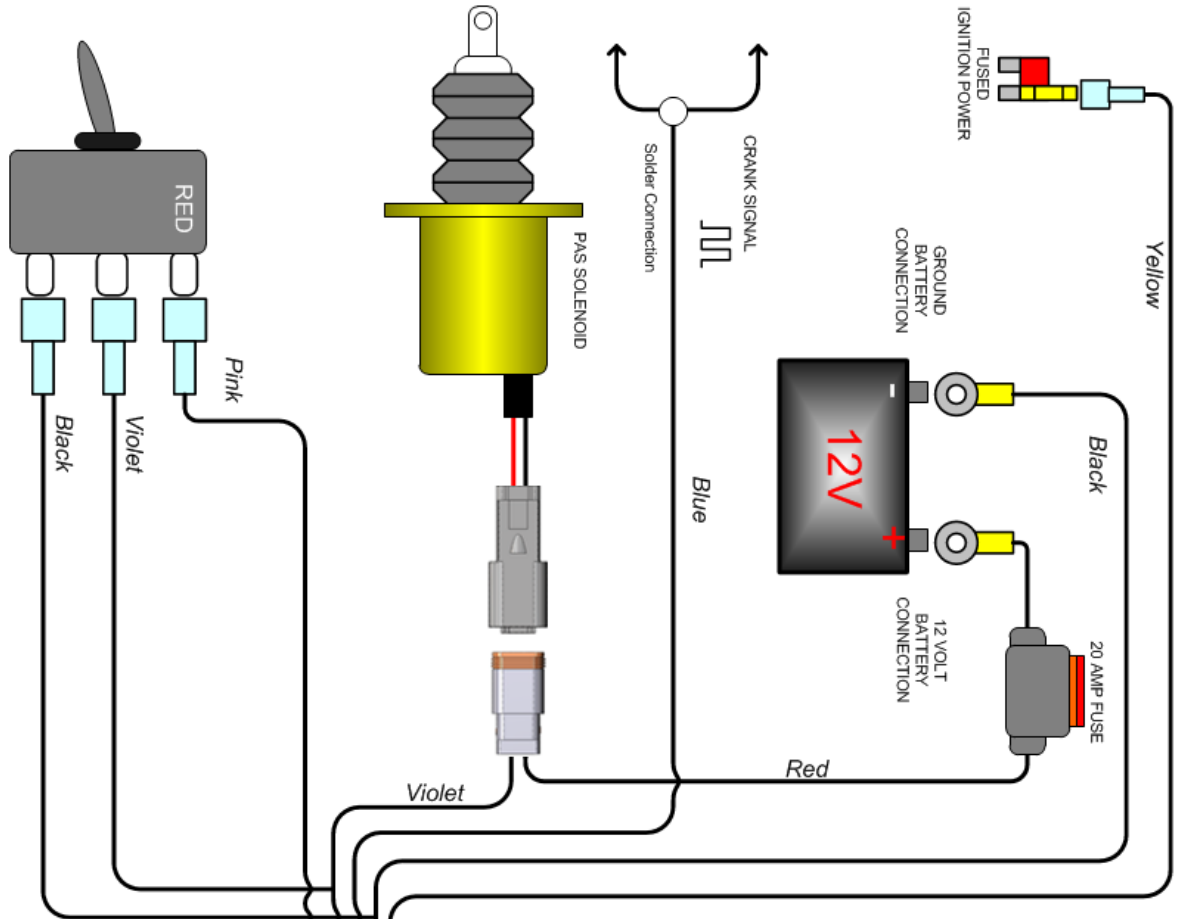 RED
Pink
Black
Violet
PAS SOLENOID
Violet
Solder Connection
CRANK SIGNAL
Blue
FUSED
IGNITION POWER
Yellow
GROUND
BATTERY
CONNECTION
-
12V
+
Black
12 VOLT
BATTERY
CONNECTION
20 AMP FUSE
Red